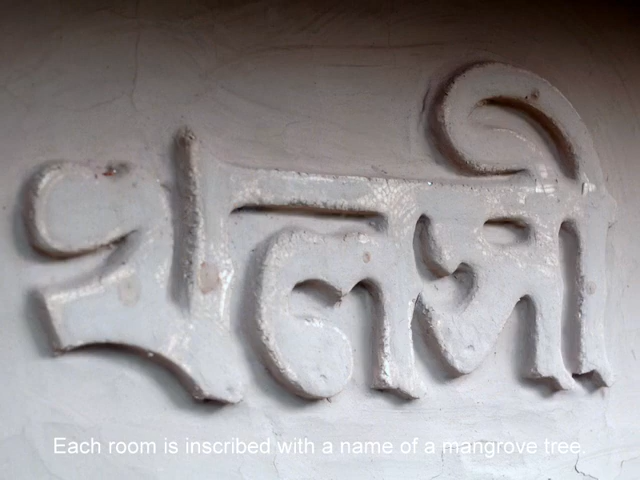 খলসী
Each room is inscribed with a name of a mangrove tree.